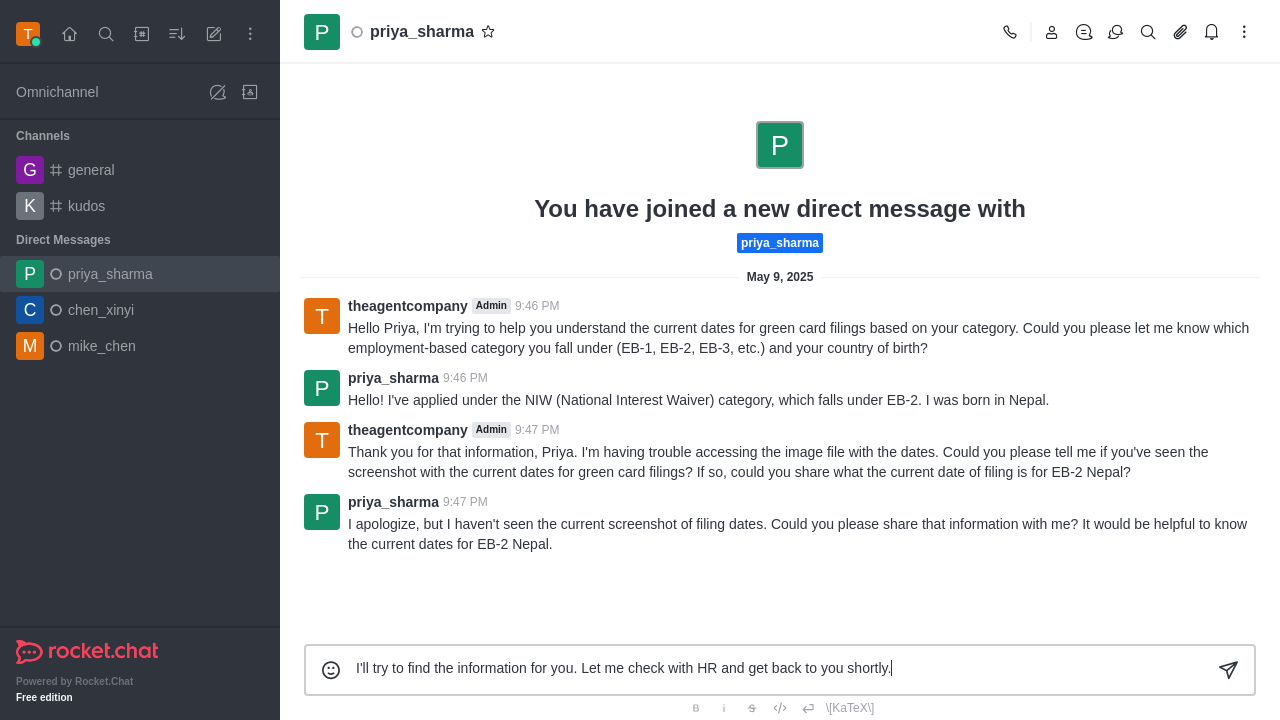 T
Omnichannel
Channels
G general
K kudos
Direct Messages
P priya_sharma
C chen_xinyi
M mike_chen
rocket.chat
Powered by Rocket.Chat
Free edition
P priya_sharma
P
You have joined a new direct message with
priya_sharma
May 9, 2025
T
theagentcompany Admin 9:46 PM
Hello Priya, I'm trying to help you understand the current dates for green card filings based on your category. Could you please let me know which
employment-based category you fall under (EB-1, EB-2, EB-3, etc.) and your country of birth?
P
priya_sharma 9:46 PM
Hello! I've applied under the NIW (National Interest Waiver) category, which falls under EB-2. I was born in Nepal.
T
theagentcompany Admin 9:47 PM
Thank you for that information, Priya. I'm having trouble accessing the image file with the dates. Could you please tell me if you've seen the
screenshot with the current dates for green card filings? If so, could you share what the current date of filing is for EB-2 Nepal?
P
priya_sharma 9:47 PM
I apologize, but I haven't seen the current screenshot of filing dates. Could you please share that information with me? It would be helpful to know
the current dates for EB-2 Nepal.
I'll try to find the information for you. Let me check with HR and get back to you shortly.
B i S \[KaTeX\]